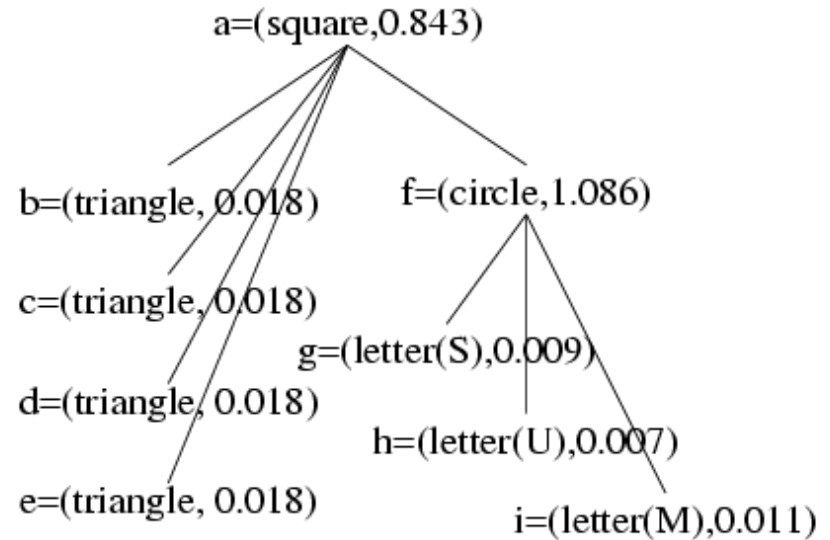 a=(square,0.843)
b=(triangle, 0.018)
f=(circle,1.086)
c=(triangle, 0.018)
g=(letter(S),0.009)
d=(triangle, 0.018)
h=(letter(U),0.007)
e=(triangle, 0.018)
i=(letter(M),0.011)